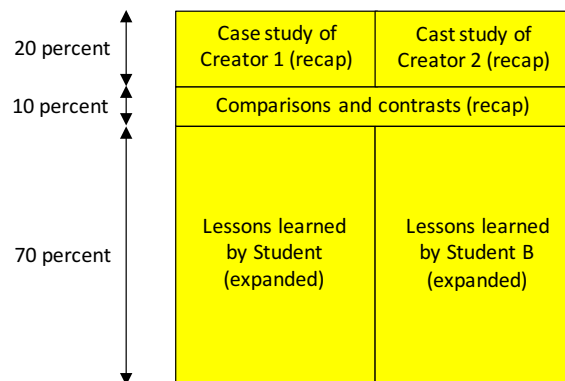 20 percent
Case study of
Creator 1 (recap)
Cast study of
Creator 2 (recap)
10 percent
Comparisons and contrasts (recap)
70 percent
Lessons learned
by Student
(expanded)
Lessons learned
by Student B
(expanded)